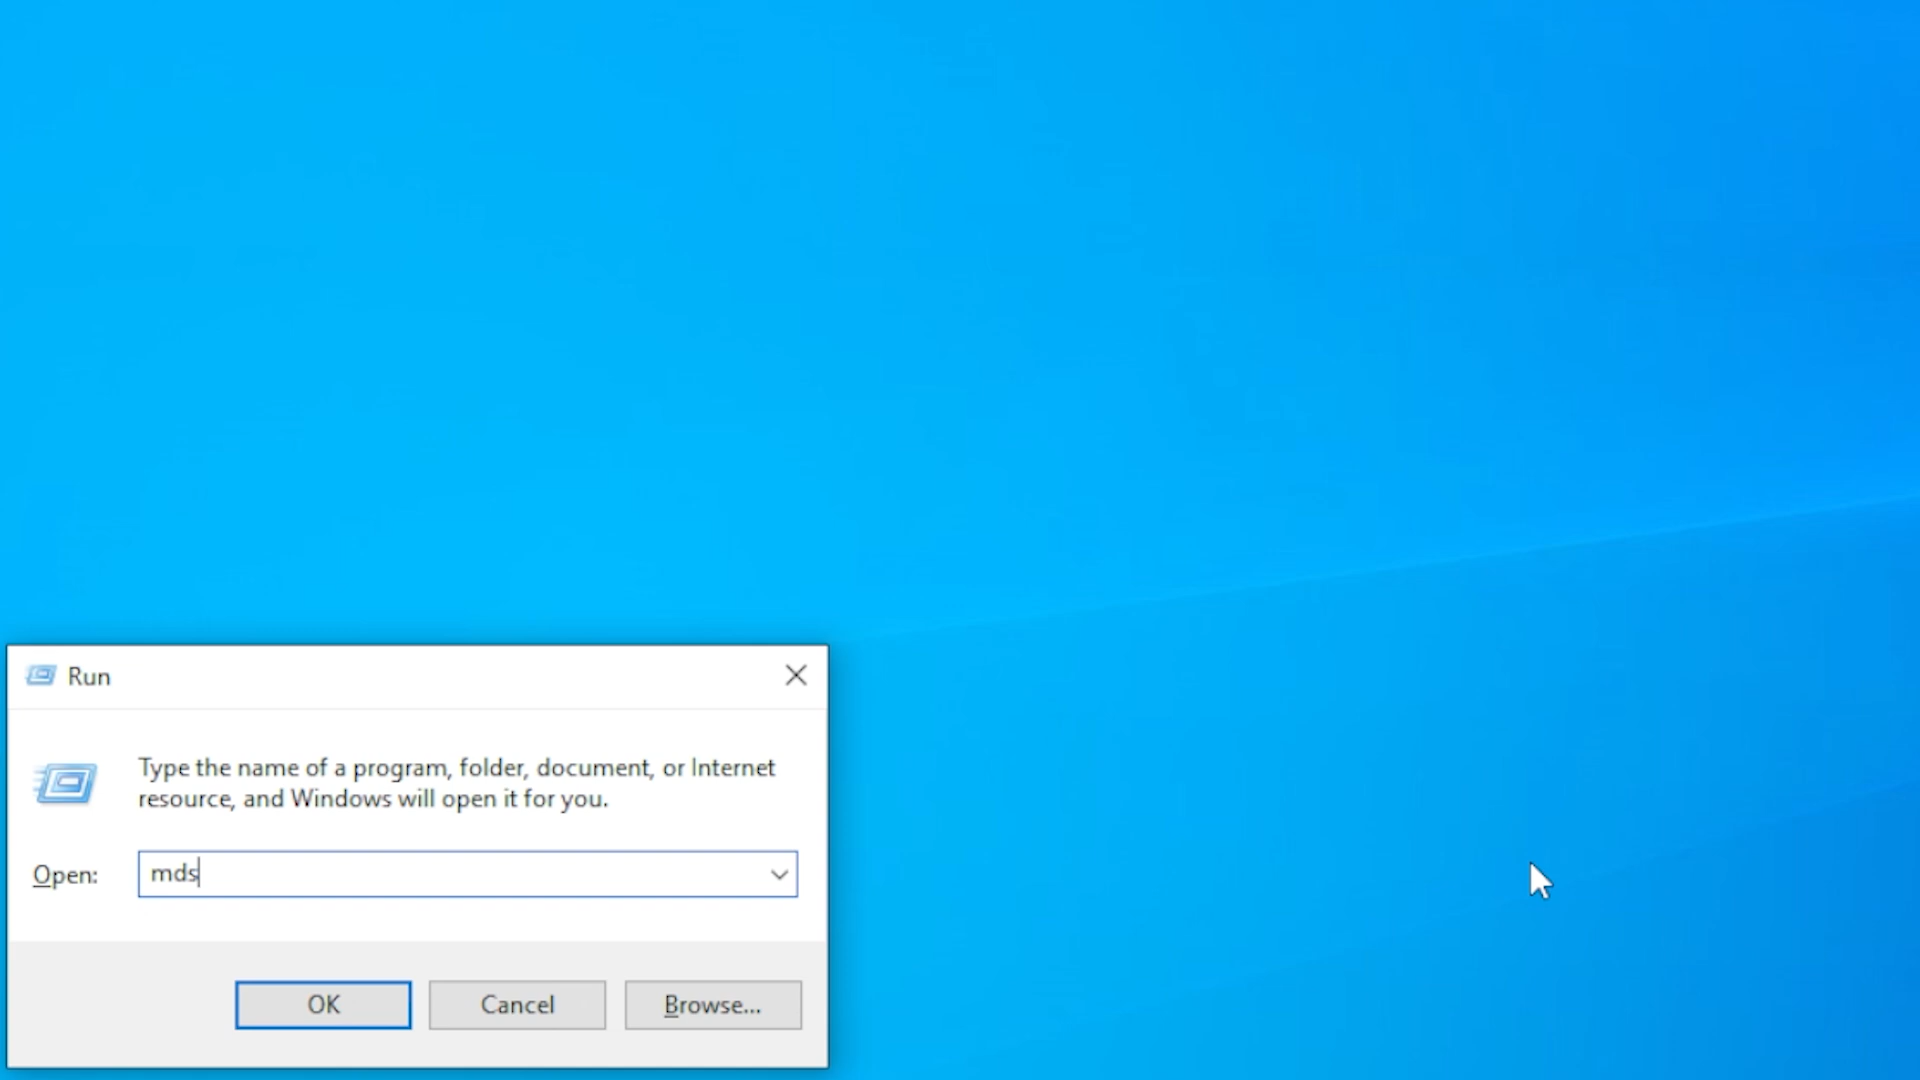 Run
Type the name of a program, folder, document, or Internet
resource, and Windows will open it for you.
Open: mds
OK Cancel Browse...